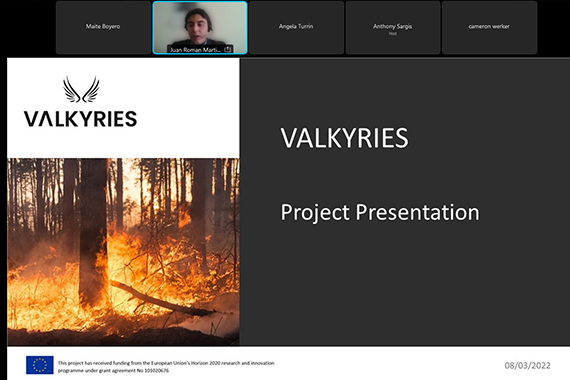 Maite Boyero
Juan Roman Marti...
Angela Turrin
Anthony Sargis
cameron werker
VALKYRIES
VALKYRIES
Project Presentation
This project has received funding from the European Union's Horizon 2020 research and innovation
programme under grant agreement No 101020676
08/03/2022